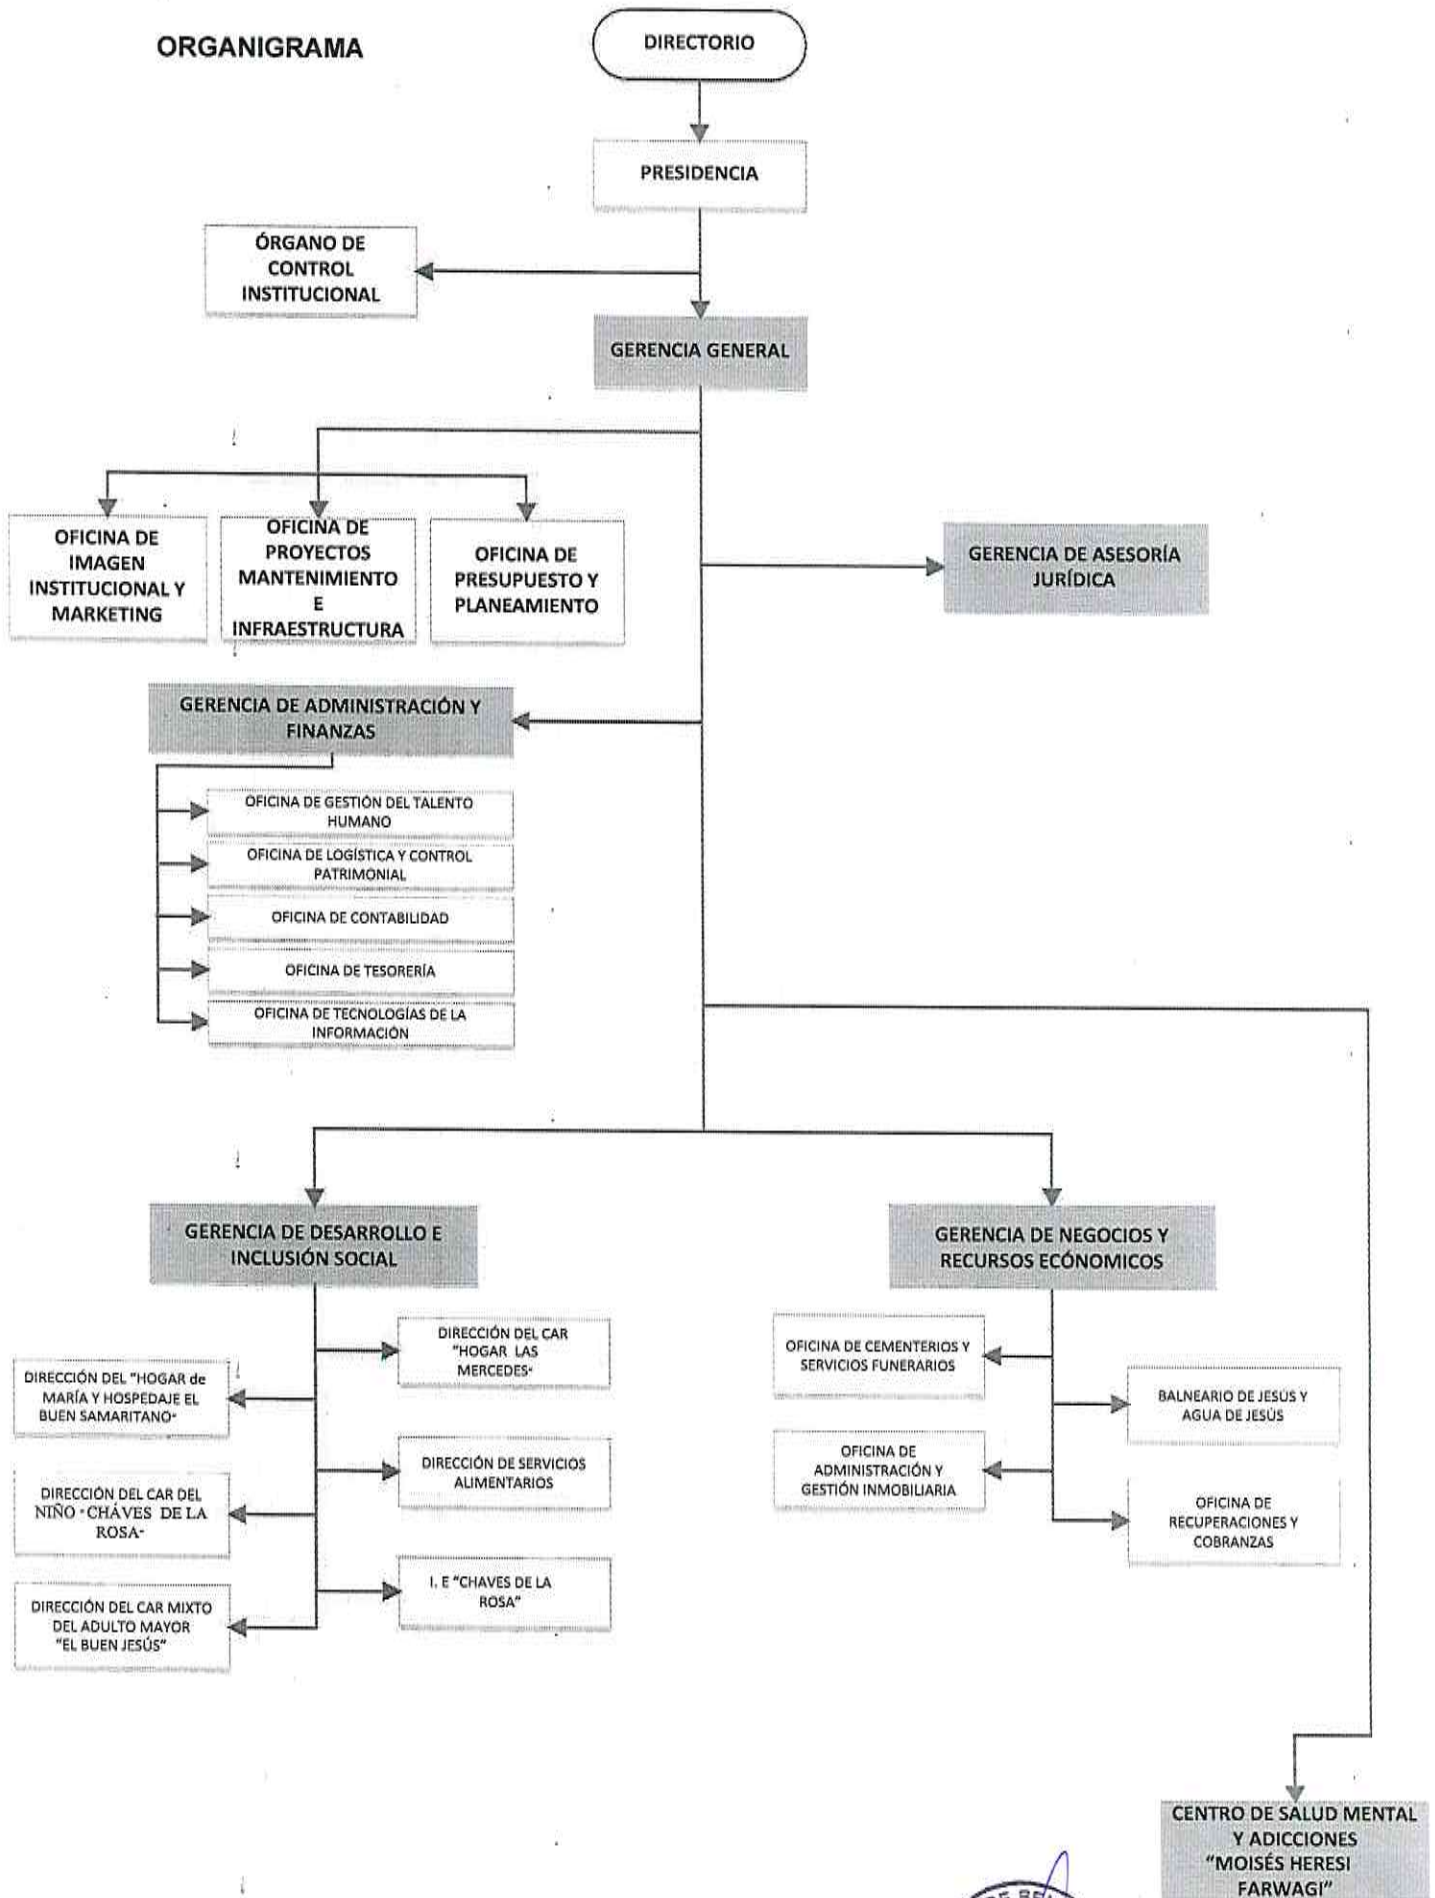 ORGANIGRAMA
DIRECTORIO
PRESIDENCIA
ÓRGANO DE
CONTROL
INSTITUCIONAL
GERENCIA GENERAL
OFICINA DE
IMAGEN
INSTITUCIONAL Y
MARKETING
OFICINA DE
PROYECTOS
MANTENIMIENTO
E
INFRAESTRUCTURA
OFICINA DE
PRESUPUESTO Y
PLANEAMIENTO
GERENCIA DE ASESORÍA
JURÍDICA
GERENCIA DE ADMINISTRACIÓN Y
FINANZAS
OFICINA DE GESTIÓN DEL TALENTO
HUMANO
OFICINA DE LOGÍSTICA Y CONTROL
PATRIMONIAL
OFICINA DE CONTABILIDAD
OFICINA DE TESORERÍA
OFICINA DE TECNOLOGÍAS DE LA
INFORMACIÓN
GERENCIA DE DESARROLLO E
INCLUSIÓN SOCIAL
DIRECCIÓN DEL CAR
"HOGAR LAS
MERCEDES"
DIRECCIÓN DEL "HOGAR de
MARÍA Y HOSPEDAJE EL
BUEN SAMARITANO"
DIRECCIÓN DE SERVICIOS
ALIMENTARIOS
DIRECCIÓN DEL CAR DEL
NIÑO "CHÁVES DE LA
ROSA"
I. E "CHAVES DE LA
ROSA"
DIRECCIÓN DEL CAR MIXTO
DEL ADULTO MAYOR
"EL BUEN JESÚS"
GERENCIA DE NEGOCIOS Y
RECURSOS ECÓNOMICOS
OFICINA DE CEMENTERIOS Y
SERVICIOS FUNERARIOS
BALNEARIO DE JESÚS Y
AGUA DE JESÚS
OFICINA DE
ADMINISTRACIÓN Y
GESTIÓN INMOBILIARIA
OFICINA DE
RECUPERACIONES Y
COBRANZAS
CENTRO DE SALUD MENTAL
Y ADICCIONES
"MOISÉS HERESI
FARWAGI"